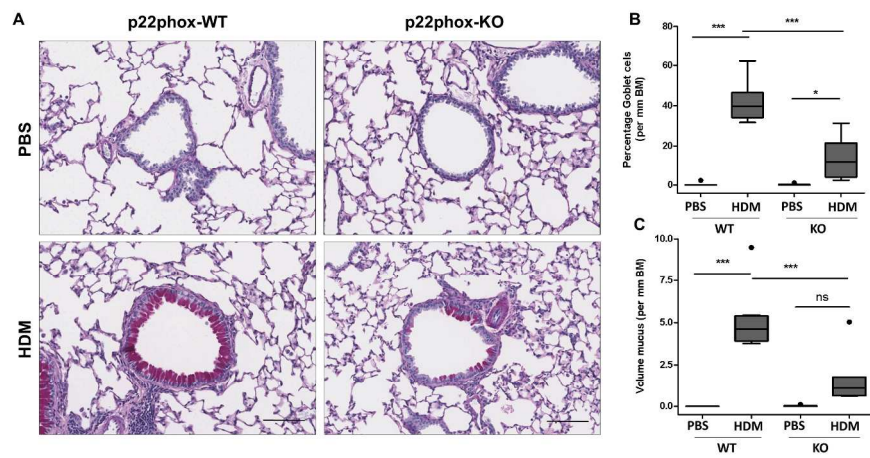 A
p22phox-WT
p22phox-KO
PBS
HDM
B
Percentage Goblet cels
(per mm BM)
80
60
40
20
0
***
***
*
PBS
HDM
PBS
HDM
WT
KO
C
Volume mucus (per mm BM)
10.0
7.5
5.0
2.5
0.0
***
***
ns
PBS
HDM
PBS
HDM
WT
KO